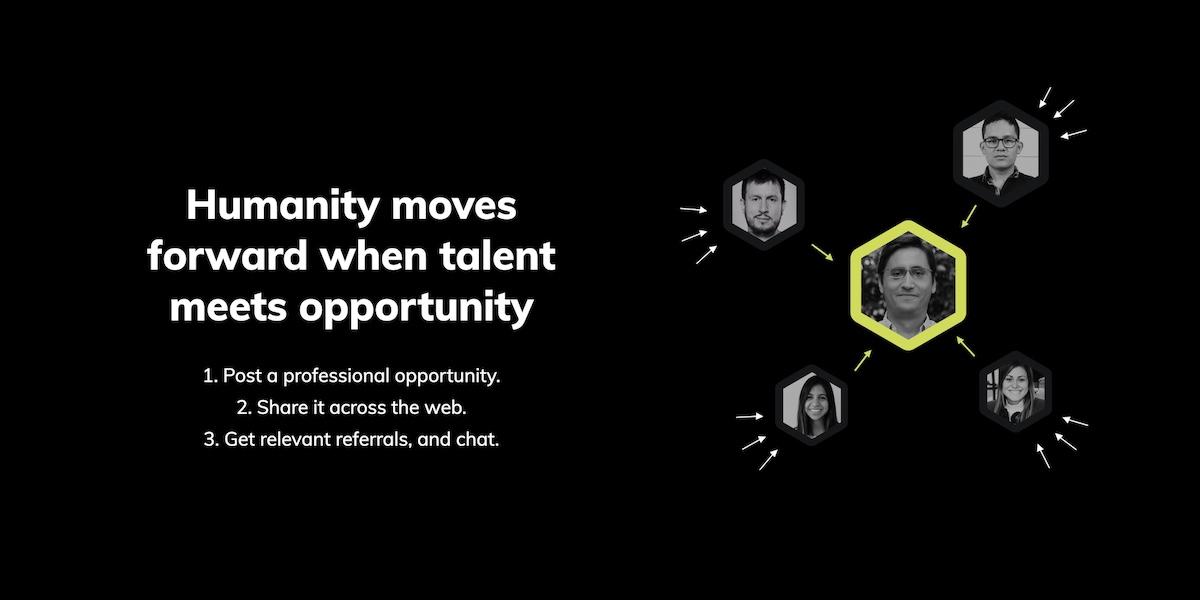 Humanity moves
forward when talent
meets opportunity
1. Post a professional opportunity.
2. Share it across the web.
3. Get relevant referrals, and chat.